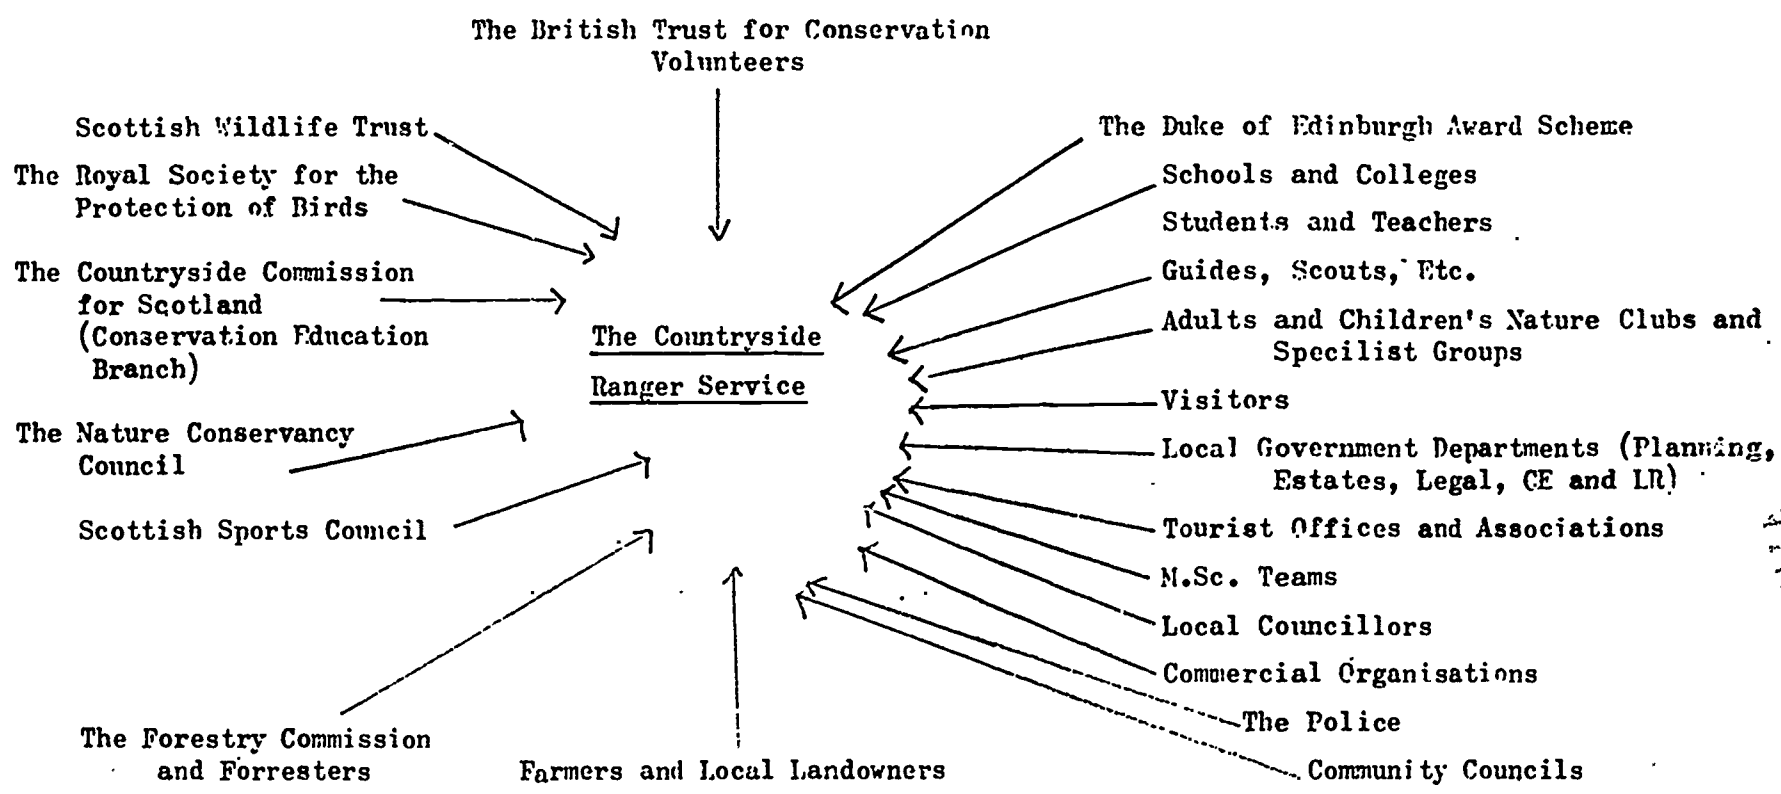 The British Trust for Conservation
Volunteers
Scottish Wildlife Trust
The Royal Society for the
Protection of Birds
The Countryside Commission
for Scotland
(Conservation Education
Branch)
The Nature Conservancy
Council
Scottish Sports Council
The Forestry Commission
and Forresters
Farmers and Local Landowners
The Countryside
Ranger Service
The Duke of Edinburgh Award Scheme
Schools and Colleges
Students and Teachers
Guides, Scouts, Etc.
Adults and Children's Nature Clubs and
Specilist Groups
Visitors
Local Government Departments (Planning,
Estates, Legal, CE and LR)
Tourist Offices and Associations
M.Sc. Teams
Local Councillors
Commercial Organisations
The Police
Community Councils